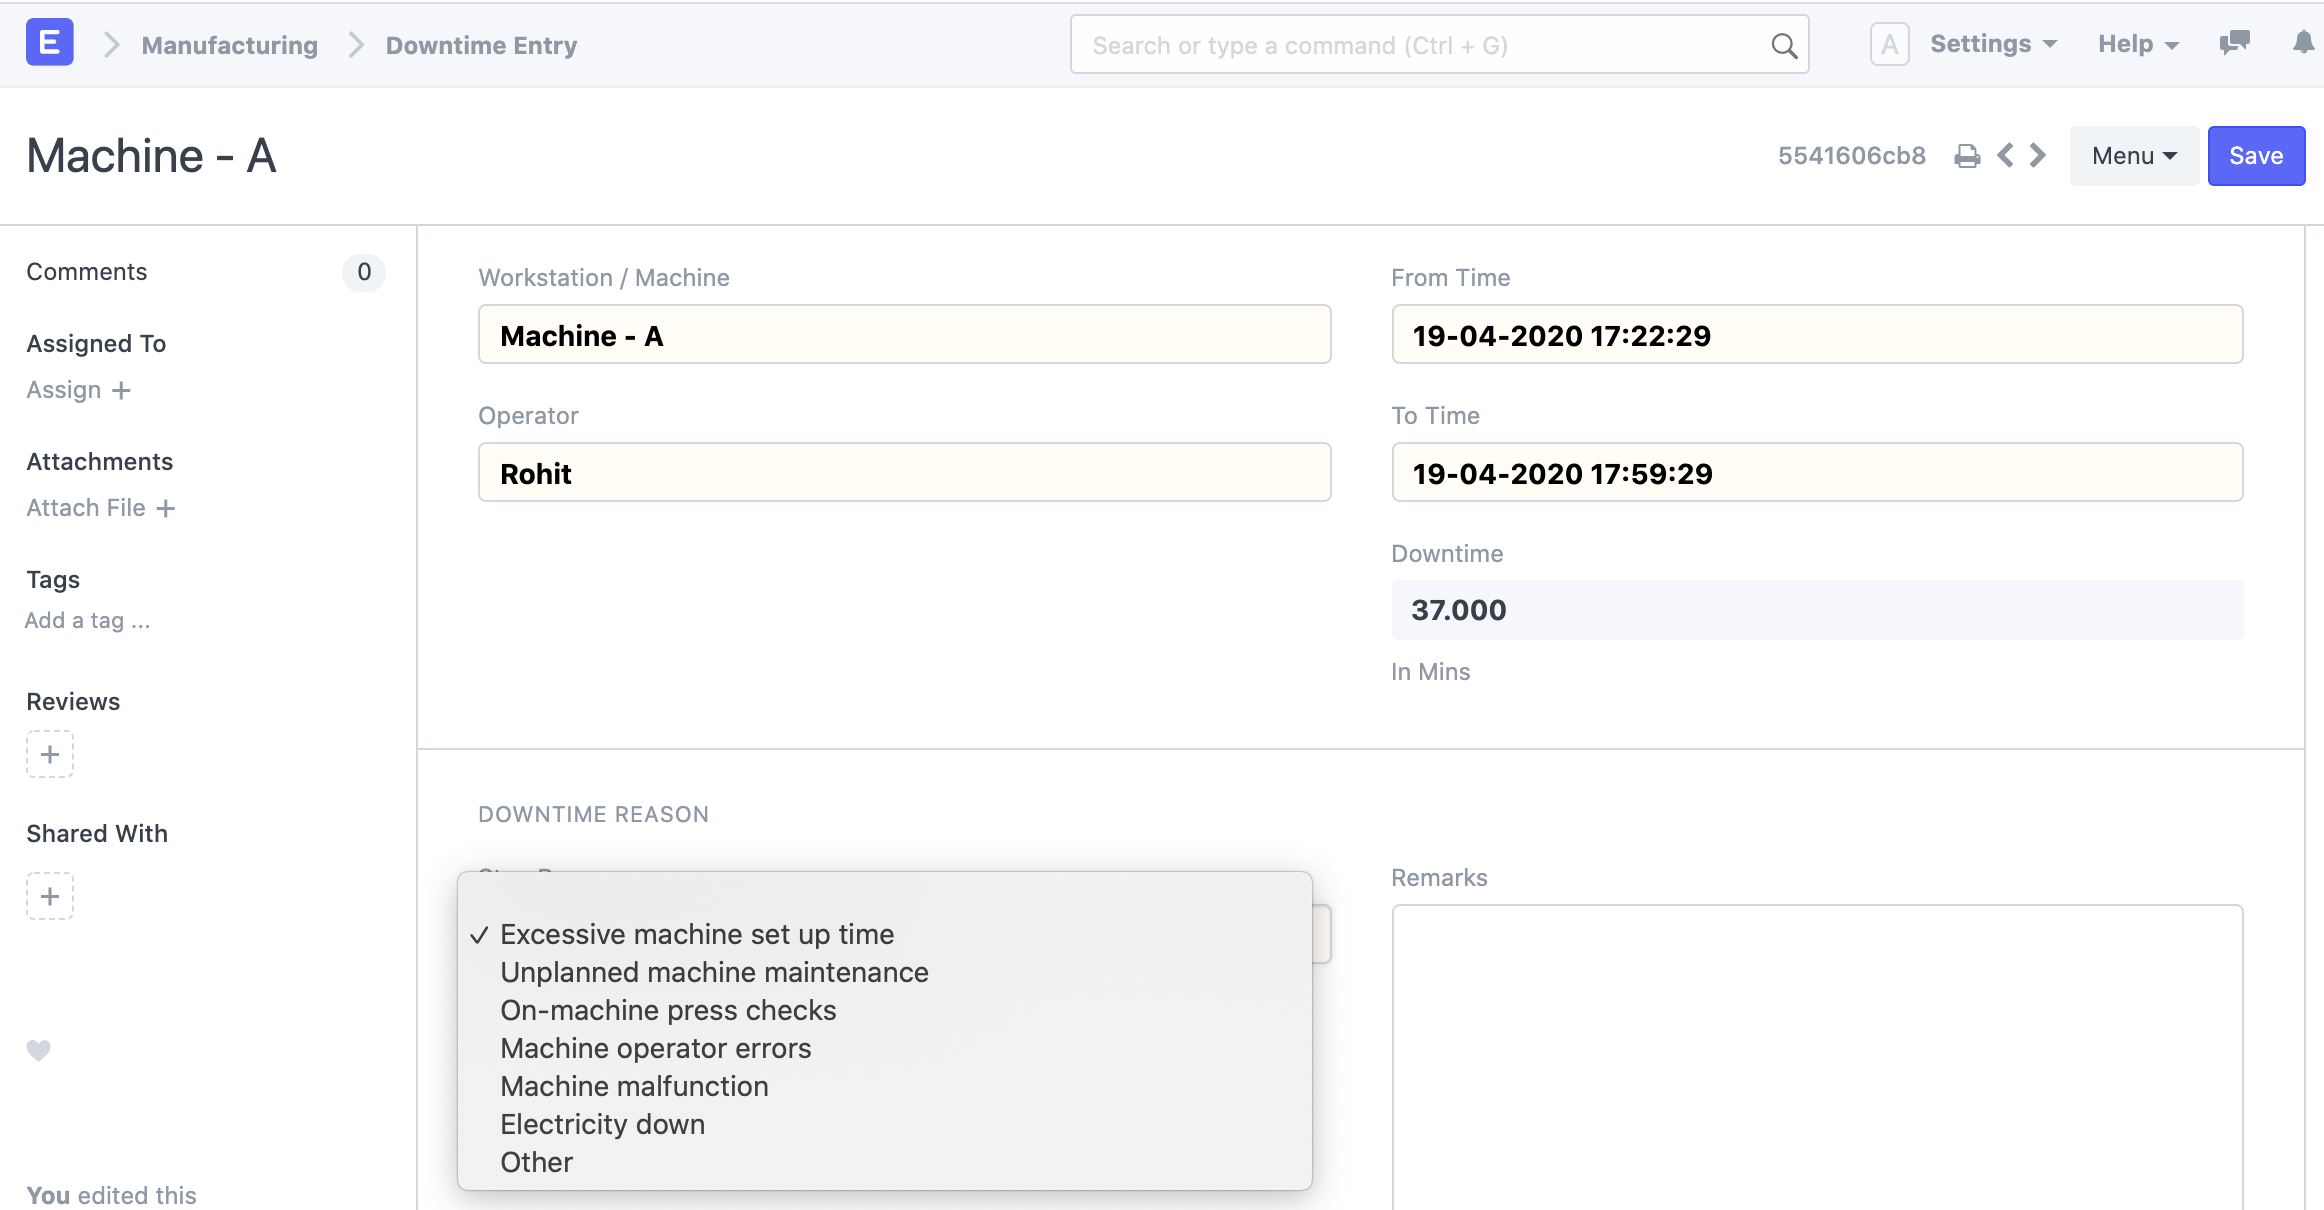 E
Manufacturing
Downtime Entry
Search or type a command (Ctrl + G)
A
Settings
Help
Machine - A
5541606cb8
Menu
Save
Comments
0
Assigned To
Assign +
Attachments
Attach File +
Tags
Add a tag ...
Reviews
+
Shared With
+
You edited this
Workstation / Machine
Machine - A
Operator
Rohit
From Time
19-04-2020 17:22:29
To Time
19-04-2020 17:59:29
Downtime
37.000
In Mins
DOWNTIME REASON
✓ Excessive machine set up time
Unplanned machine maintenance
On-machine press checks
Machine operator errors
Machine malfunction
Electricity down
Other
Remarks